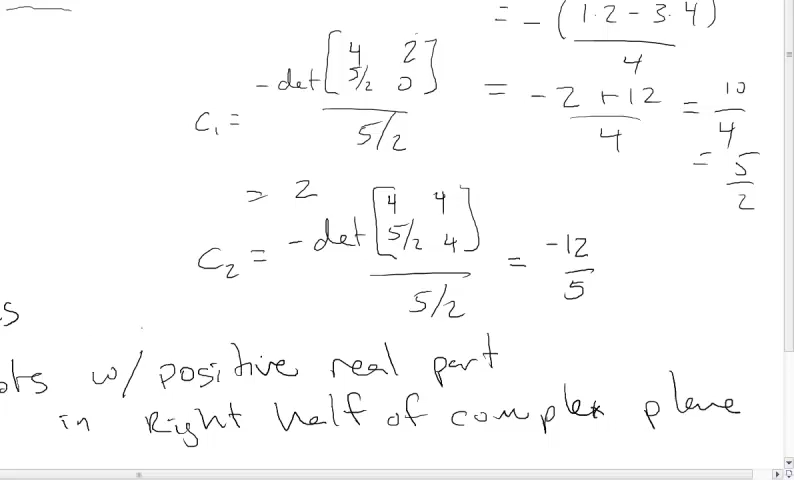 = -(1·2 - 3·4) / 4
c₁ = -det[4 2; 5/2 0] / 5/2
= -2 + 12 / 4 = 10/4
= 5/2
= 2
c₂ = -det[4 4; 5/2 4] / 5/2 = -12/5
w/ positive real part
in Right half of complex plane